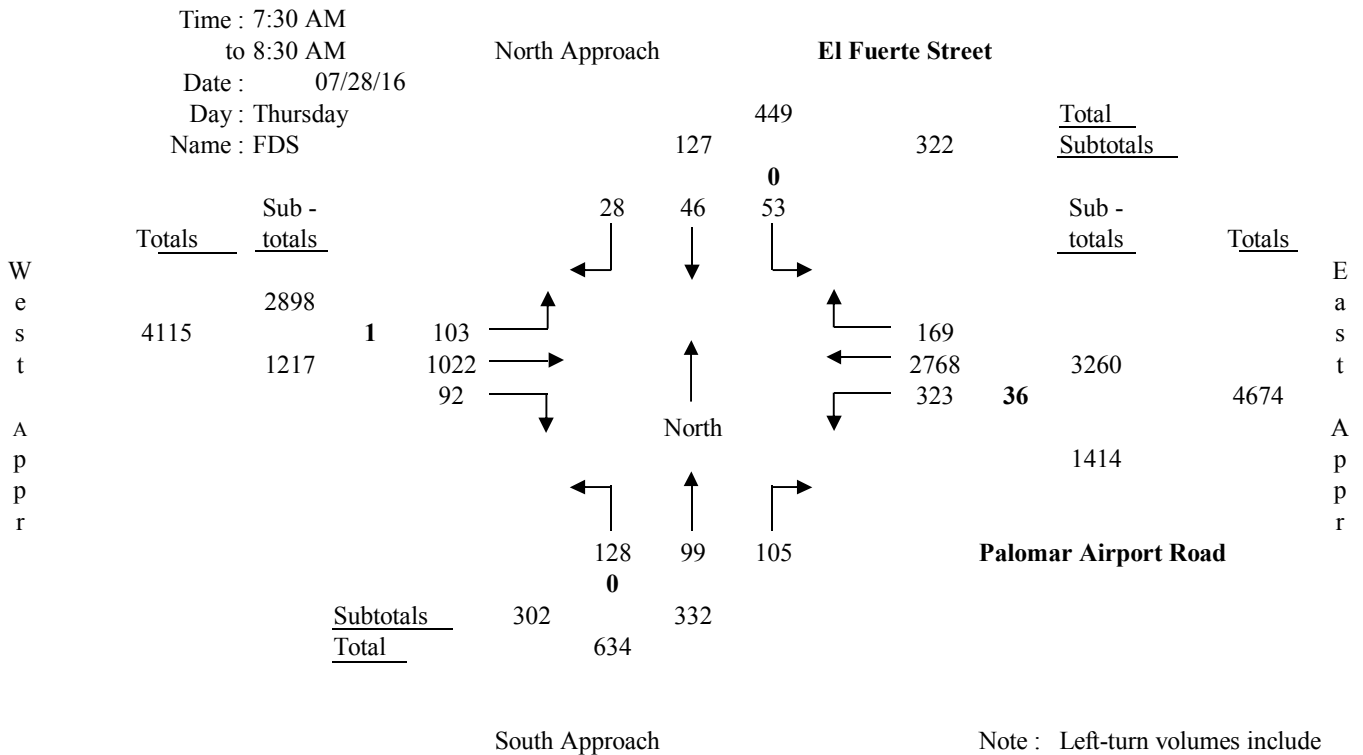 Time : 7:30 AM
to 8:30 AM North Approach El Fuerte Street
Date : 07/28/16
Day : Thursday 449 Total
Name : FDS 127 322 Subtotals
0
Sub - 28 46 53 Sub -
Totals totals totals Totals
W E
e 2898 a
s 4115 1 103 169 s
t 1217 1022 2768 3260 t
92 323 36 4674
A North A
p 1414 p
p p
r r
128 99 105 Palomar Airport Road
0
Subtotals 302 332
Total 634
South Approach Note : Left-turn volumes include